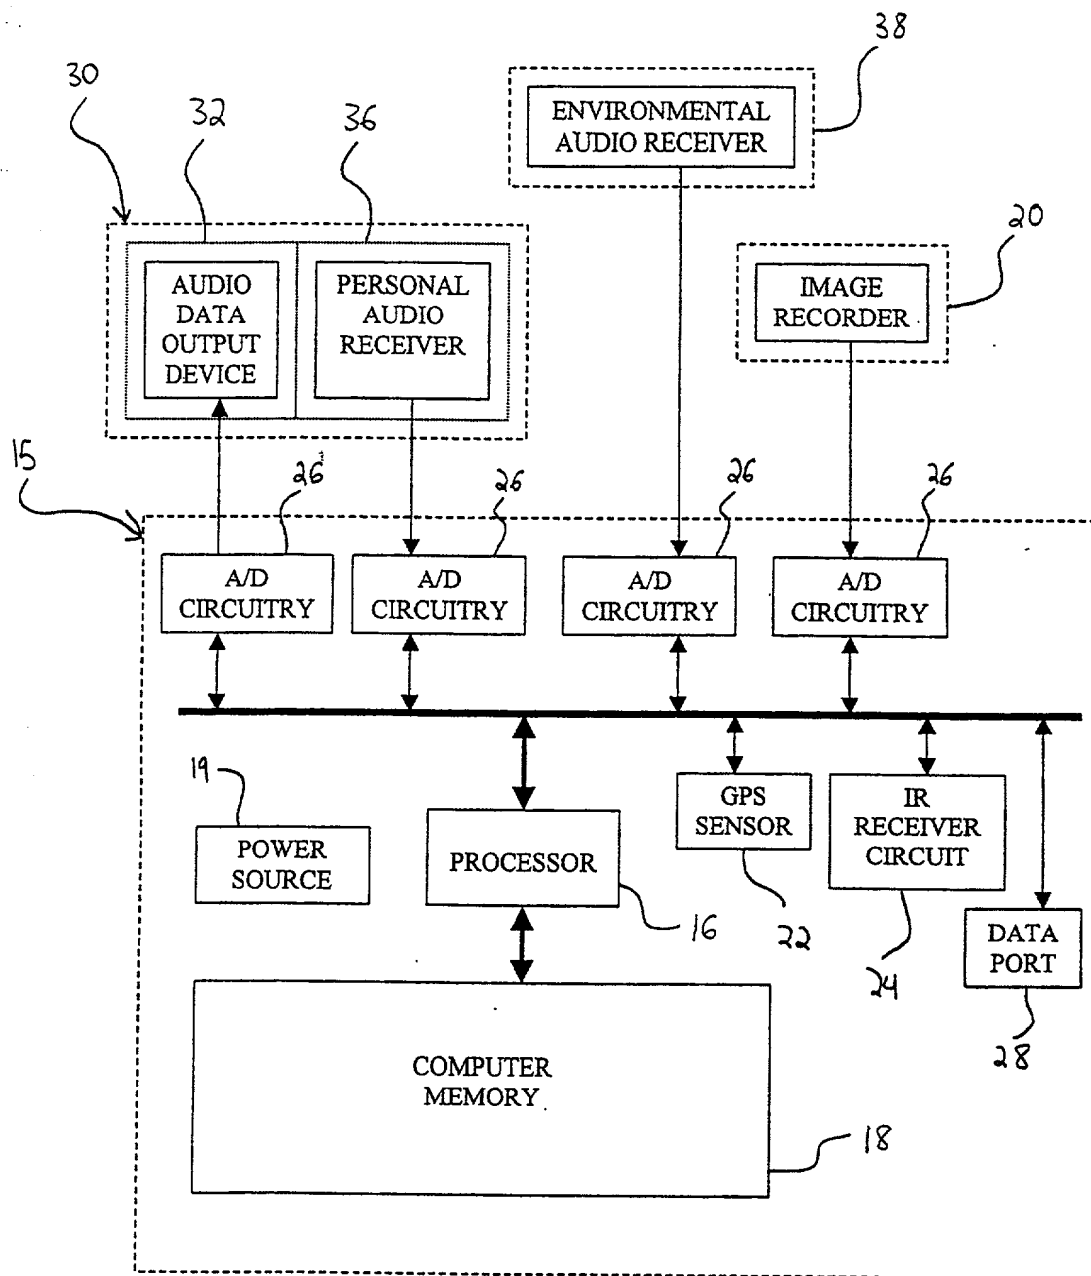 38
30
32
36
ENVIRONMENTAL
AUDIO RECEIVER
20
AUDIO
DATA
OUTPUT
DEVICE
PERSONAL
AUDIO
RECEIVER
IMAGE
RECORDER
15
26
26
26
26
A/D
CIRCUITRY
A/D
CIRCUITRY
A/D
CIRCUITRY
A/D
CIRCUITRY
19
POWER
SOURCE
PROCESSOR
16
GPS
SENSOR
22
IR
RECEIVER
CIRCUIT
24
DATA
PORT
28
COMPUTER
MEMORY
18